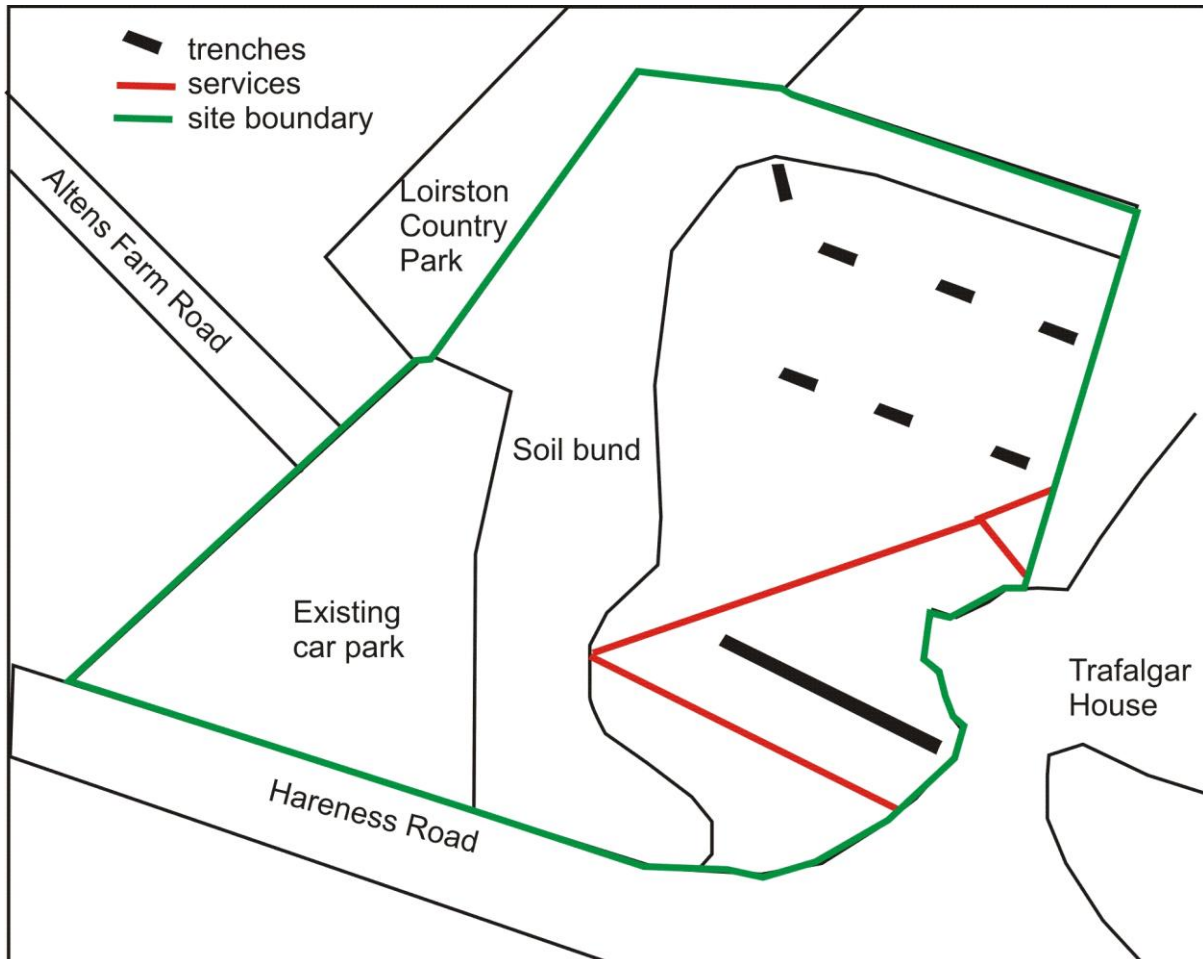 trenches
services
site boundary
Loirston
Country
Park
Altens Farm Road
Soil bund
Existing
car park
Trafalgar
House
Hareness Road